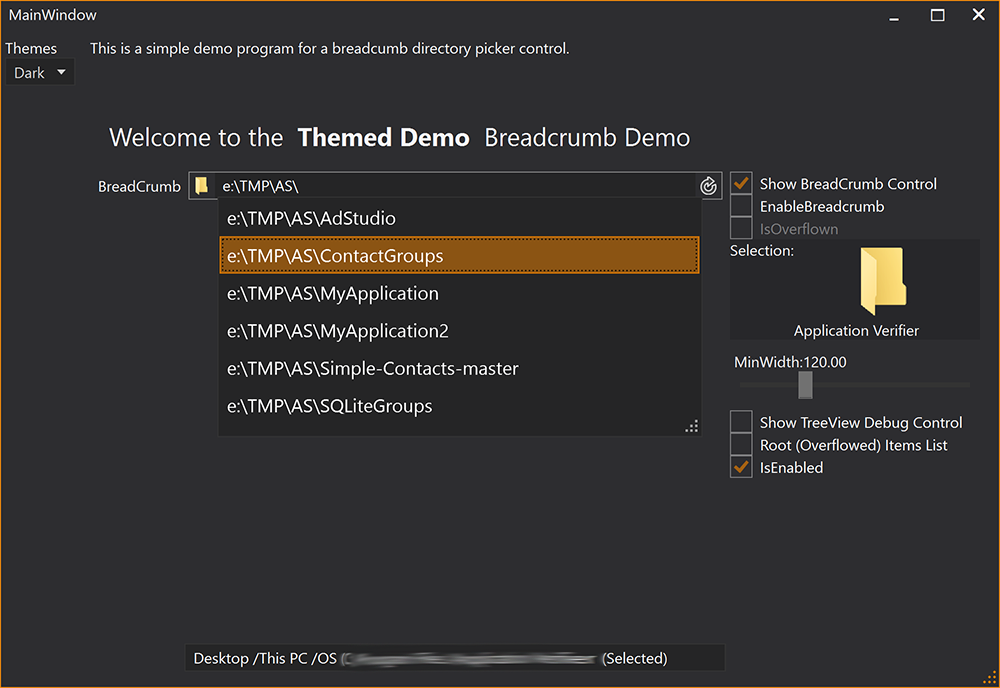 MainWindow
Themes
This is a simple demo program for a breadcumb directory picker control.
Dark
Welcome to the Themed Demo Breadcrumb Demo
BreadCrumb
e:\TMP\AS\
e:\TMP\AS\AdStudio
e:\TMP\AS\ContactGroups
e:\TMP\AS\MyApplication
e:\TMP\AS\MyApplication2
e:\TMP\AS\Simple-Contacts-master
e:\TMP\AS\SQLiteGroups
Show BreadCrumb Control
EnableBreadcrumb
IsOverflown
Selection:
Application Verifier
MinWidth:120.00
Show TreeView Debug Control
Root (Overflowed) Items List
IsEnabled
Desktop /This PC /OS (Selected)